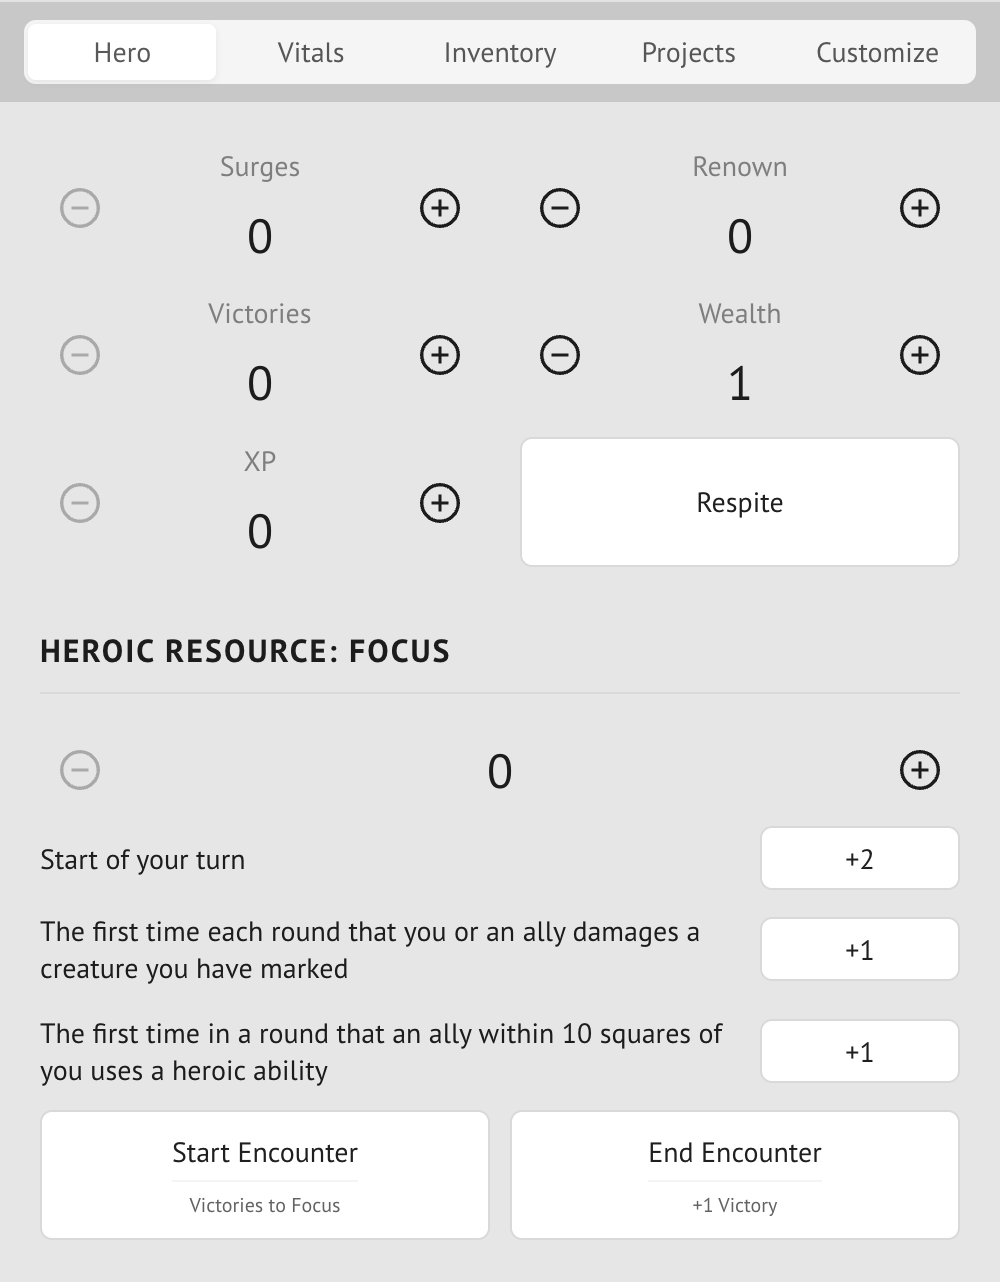 Hero Vitals Inventory Projects Customize
Surges Renown
0 0
Victories Wealth
0 1
XP
0
Respite
HEROIC RESOURCE: FOCUS
0
Start of your turn
+2
The first time each round that you or an ally damages a
creature you have marked
+1
The first time in a round that an ally within 10 squares of
you uses a heroic ability
+1
Start Encounter
Victories to Focus
End Encounter
+1 Victory